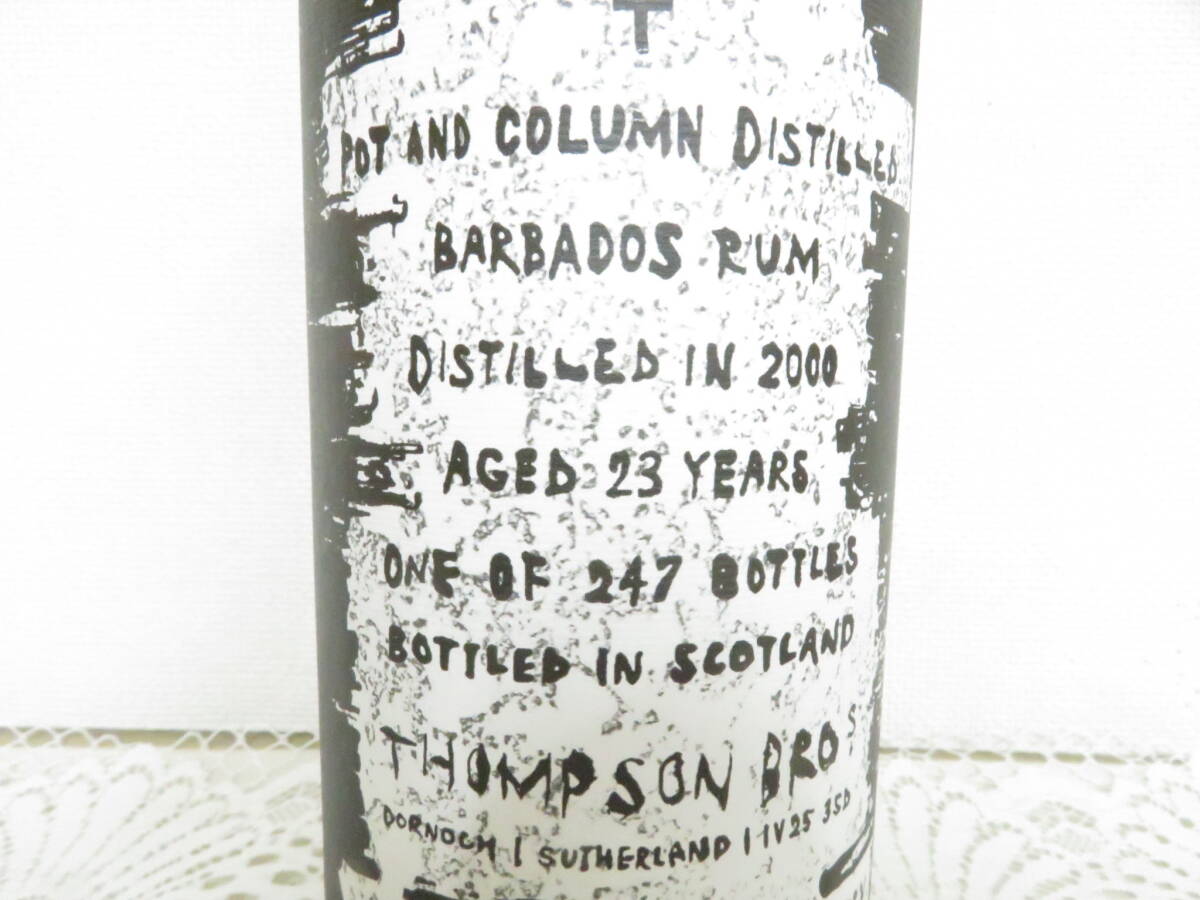 T
POT AND COLUMN DISTILLED
BARBADOS RUM
DISTILLED IN 2000
AGED 23 YEARS
ONE OF 247 BOTTLES
BOTTLED IN SCOTLAND
THOMPSON BRO'S
DORNOCH | SUTHERLAND | IV25 3SD